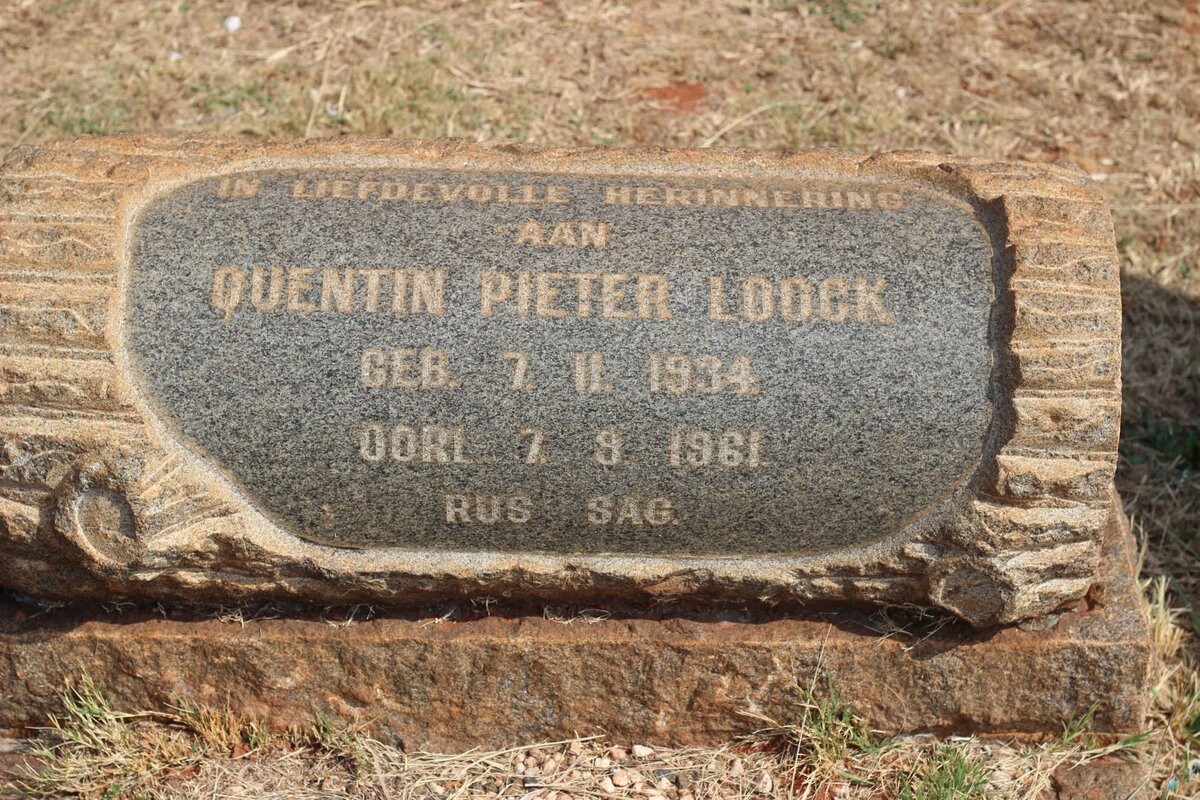 IN LIEFDEVOLLE HERINNERING
AAN
QUENTIN PIETER LOOCK
GEB. 7. 11. 1934.
OORL. 7. 9. 1961.
RUS SAG.